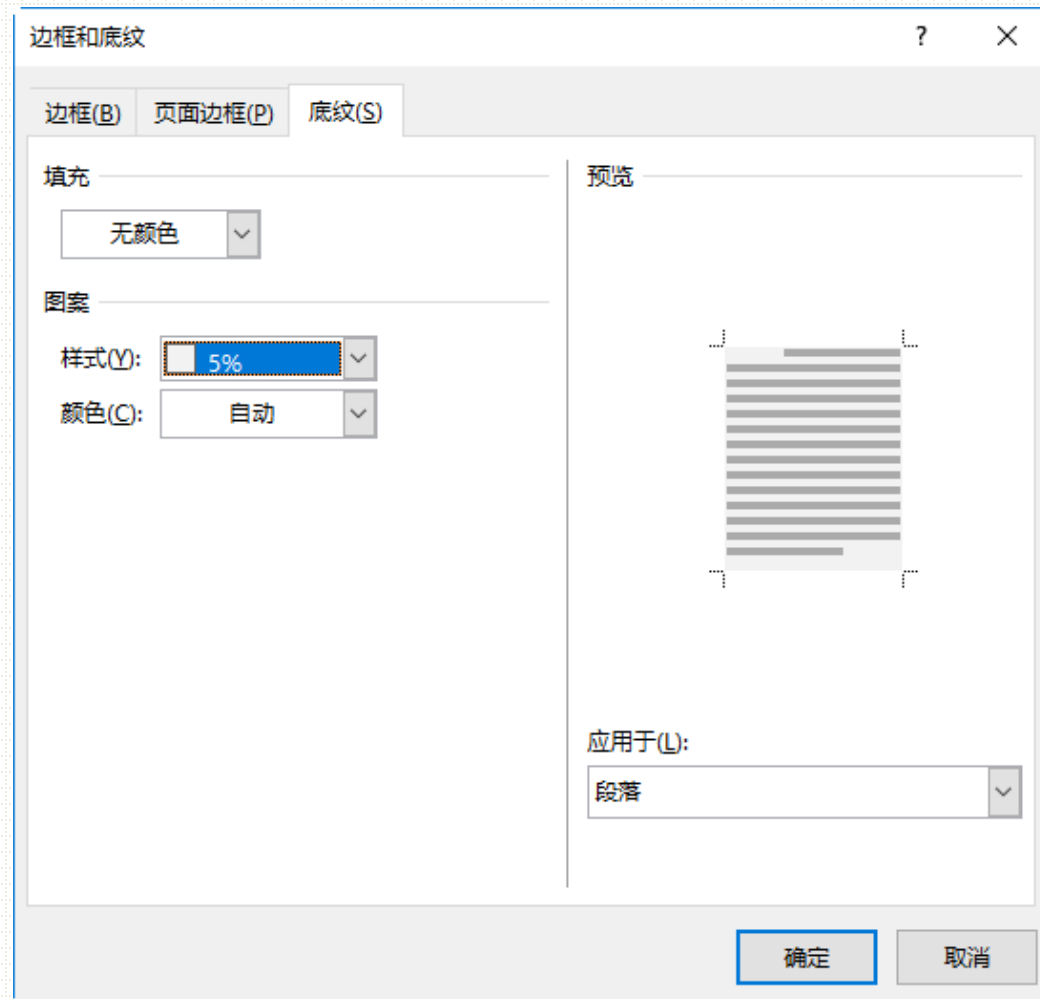 边框和底纹
边框(B) 页面边框(P) 底纹(S)
填充
无颜色
图案
样式(Y): 5%
颜色(C): 自动
预览
应用于(L):
段落
确定 取消